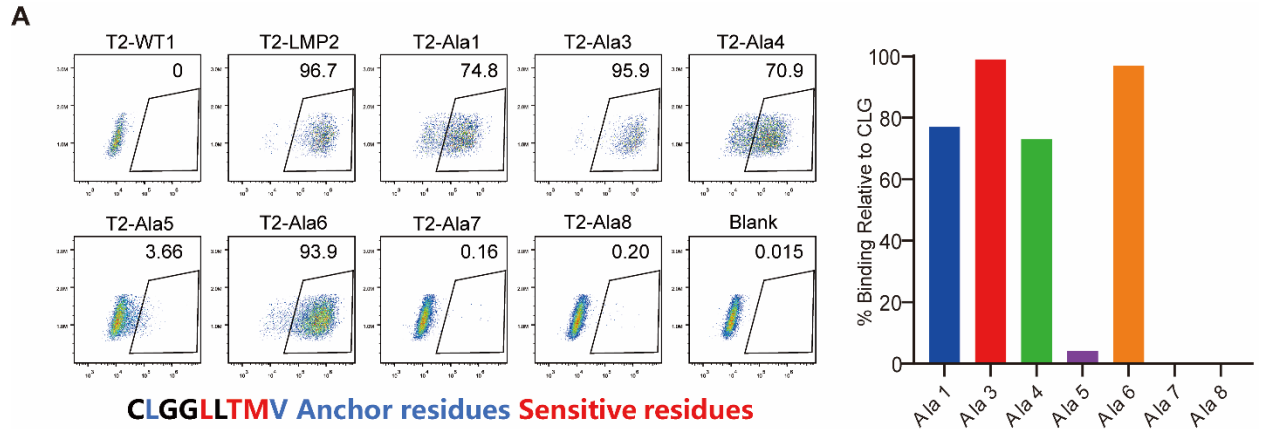 A
T2-WT1 T2-LMP2 T2-Ala1 T2-Ala3 T2-Ala4
0 96.7 74.8 95.9 70.9
T2-Ala5 T2-Ala6 T2-Ala7 T2-Ala8 Blank
3.66 93.9 0.16 0.20 0.015
CLGGLLTMV Anchor residues Sensitive residues
% Binding Relative to CLG
100
80
60
40
20
0
Ala 1 Ala 3 Ala 4 Ala 5 Ala 6 Ala 7 Ala 8